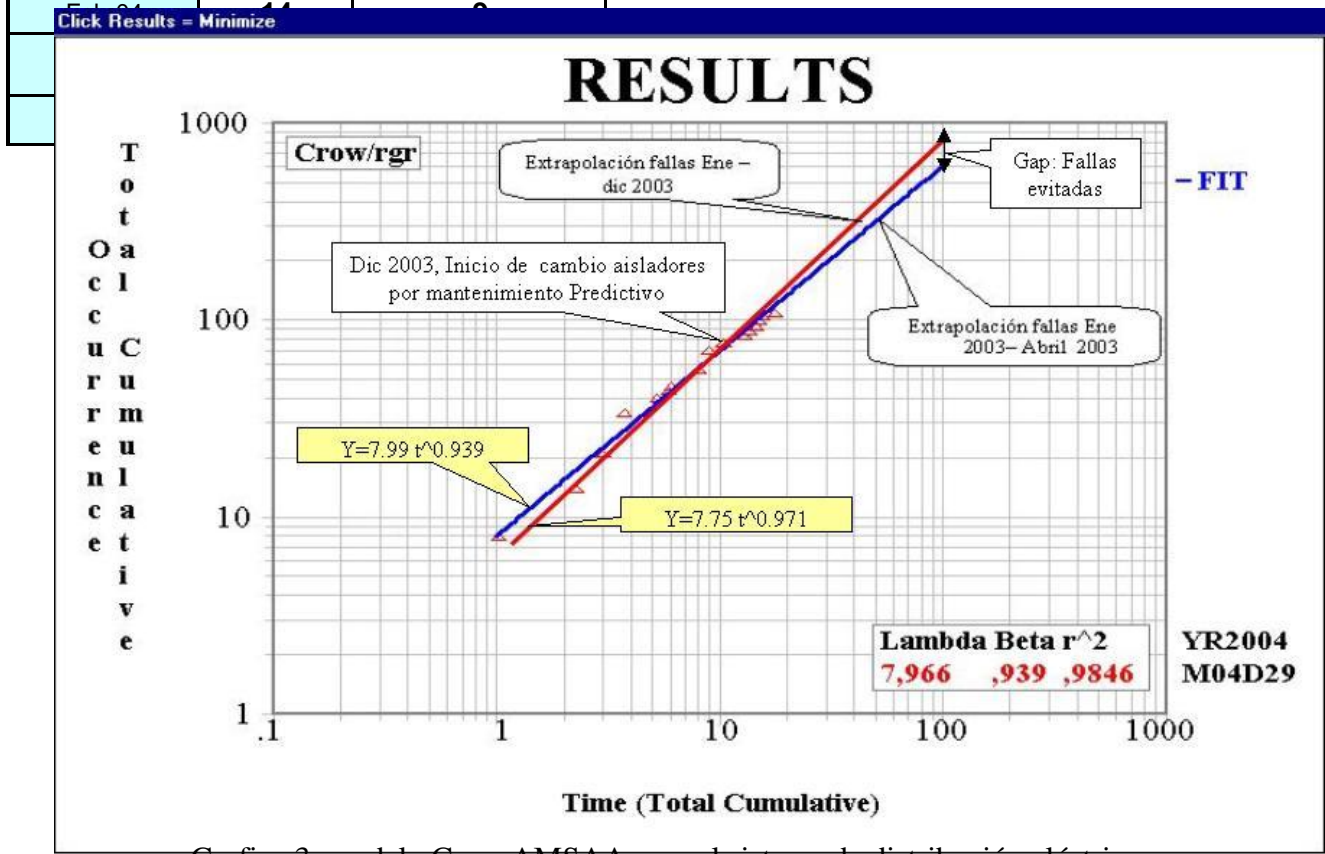 Click Results = Minimize
RESULTS
1000
100
10
1
Total Cumulative
Occurrence
Crow/rgr
Extrapolación fallas Ene –
dic 2003
Gap: Fallas
evitadas
– FIT
Dic 2003, Inicio de cambio aisladores
por mantenimiento Predictivo
Extrapolación fallas Ene
2003– Abril 2003
Y=7.99 t^0.939
Y=7.75 t^0.971
Lambda Beta r^2
7,966 ,939 ,9846
YR2004
M04D29
.1 1 10 100 1000
Time (Total Cumulative)